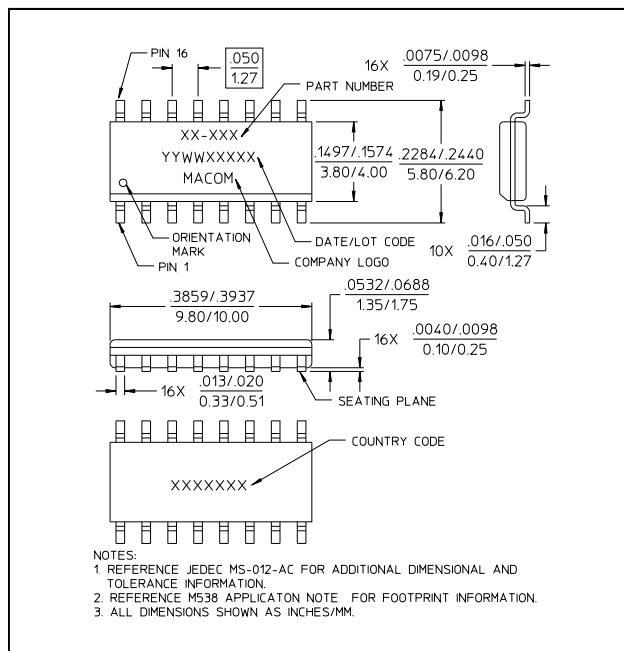 PIN 16
.050
1.27
PART NUMBER
16X .0075/.0098
0.19/0.25
XX-XXX
YYWWXXXXX
MACOM
.1497/.1574
3.80/4.00
.2284/.2440
5.80/6.20
ORIENTATION
MARK
PIN 1
DATE/LOT CODE
COMPANY LOGO
10X .016/.050
0.40/1.27
.3859/.3937
9.80/10.00
.0532/.0688
1.35/1.75
16X .0040/.0098
0.10/0.25
16X .013/.020
0.33/0.51
SEATING PLANE
COUNTRY CODE
XXXXXXX
NOTES:
1. REFERENCE JEDEC MS-012-AC FOR ADDITIONAL DIMENSIONAL AND
TOLERANCE INFORMATION.
2. REFERENCE M538 APPLICATON NOTE FOR FOOTPRINT INFORMATION.
3. ALL DIMENSIONS SHOWN AS INCHES/MM.